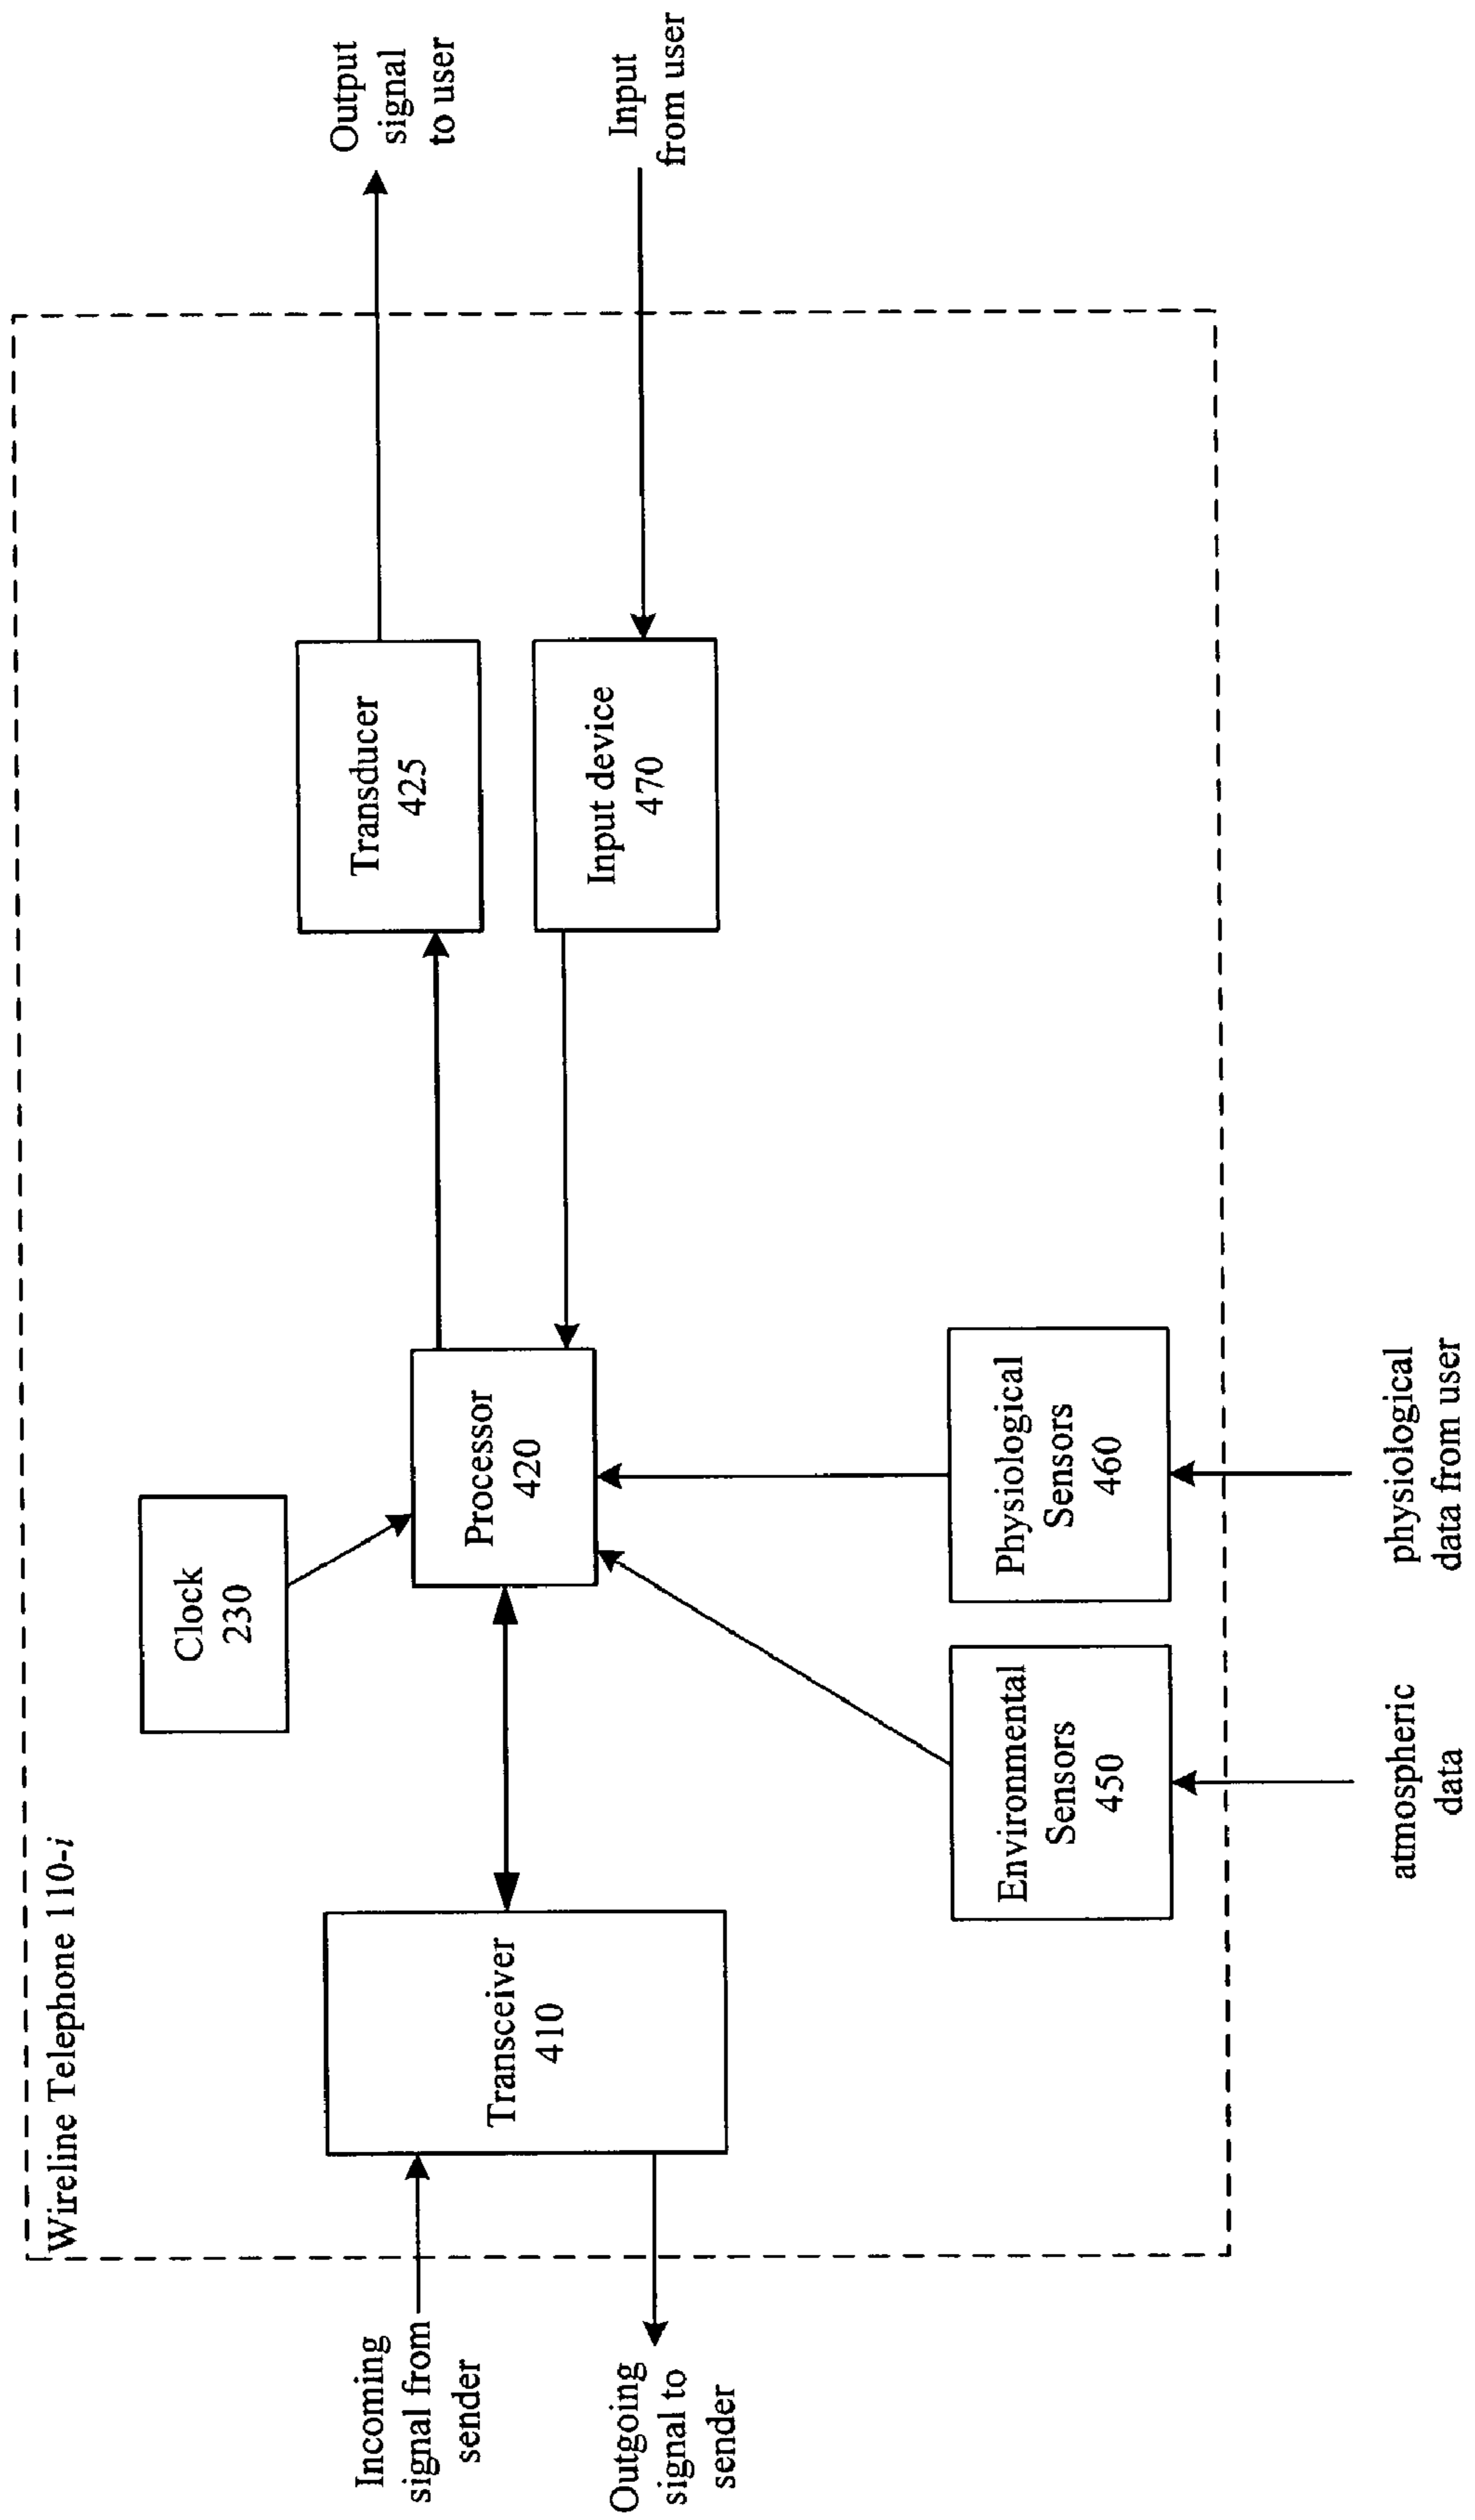 Wireline Telephone 110-i
Clock
230
Incoming
signal from
sender
Outgoing
signal to
sender
Transceiver
410
Processor
420
Transducer
425
Input device
470
Output
signal
to user
Input
from user
Environmental
Sensors
450
Physiological
Sensors
460
atmospheric
data
physiological
data from user